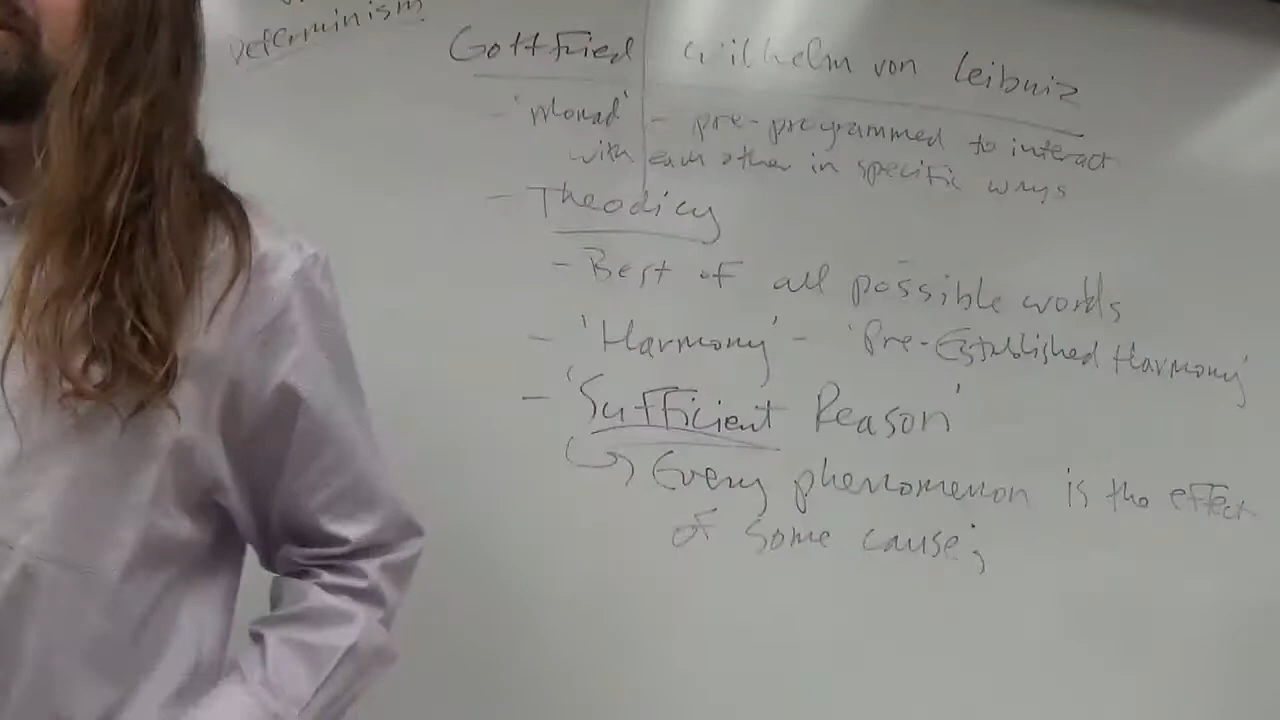 Determinism?
Gottfried Wilhelm von Leibniz
- 'Monad' - pre-programmed to interact
with each other in specific ways
- Theodicy
- Best of all possible worlds
- 'Harmony' - 'Pre-Established Harmony'
- 'Sufficient Reason'
Every phenomenon is the effect
of some cause;